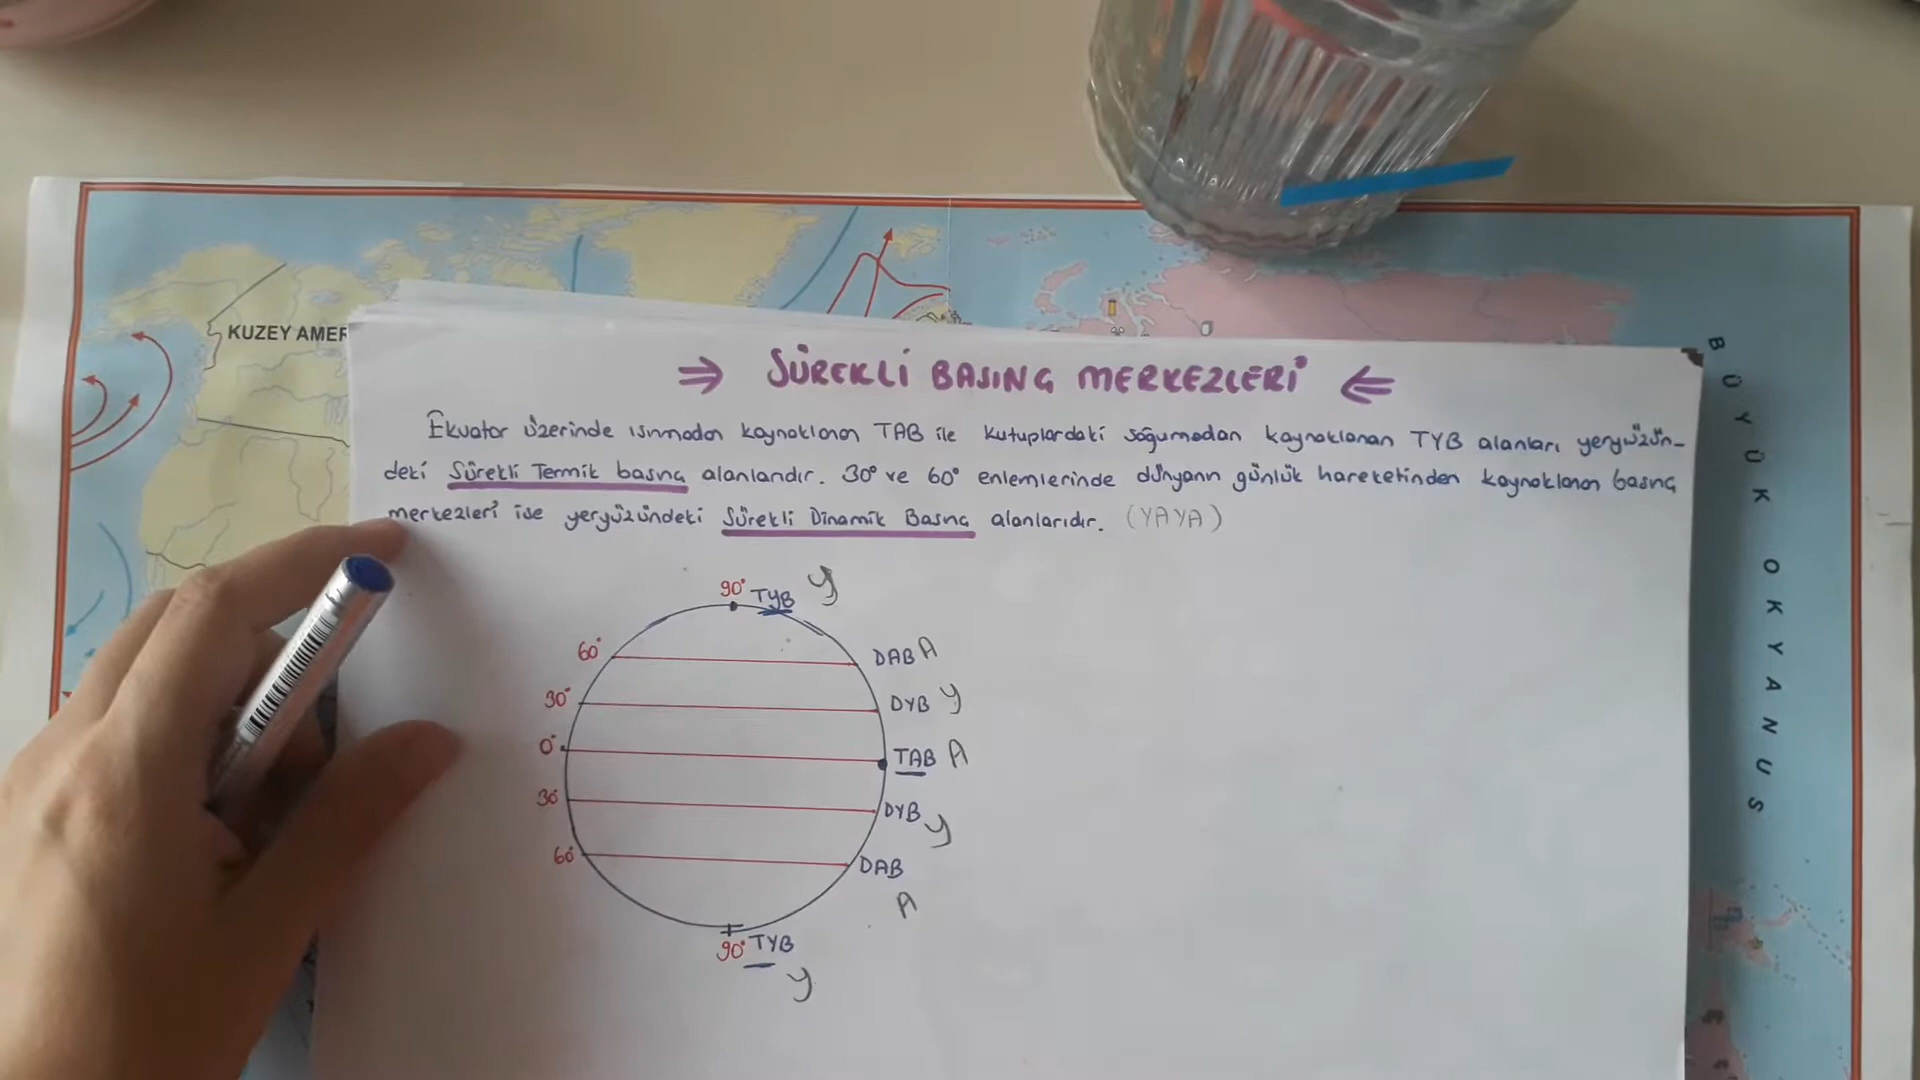 KUZEY AMER
BÜYÜK OKYANUS
⇒ SÜREKLİ BASINÇ MERKEZLERİ ⇐
Ekvator üzerinde ısınmadan kaynaklanan TAB ile kutuplardaki soğumadan kaynaklanan TYB alanları yeryüzün-
deki Sürekli Termik basınç alanlarıdır. 30° ve 60° enlemlerinde dünyanın günlük hareketinden kaynaklanan basınç
merkezleri ise yeryüzündeki Sürekli Dinamik Basınç alanlarıdır. (YAYA)
90° TYB y
60° DAB A
30° DYB y
0° TAB A
30° DYB y
60° DAB
A
90° TYB
y